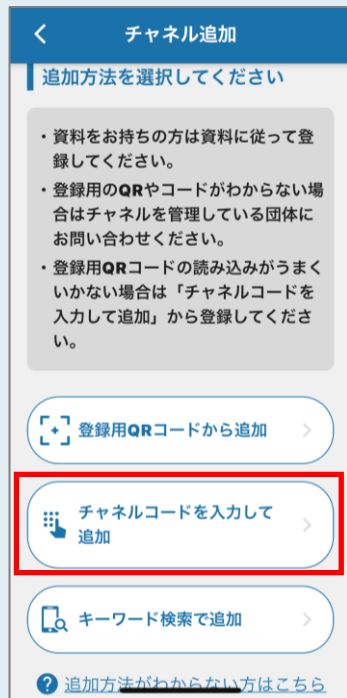 チャネル追加
追加方法を選択してください
・資料をお持ちの方は資料に従って登
録してください。
・登録用のQRやコードがわからない場
合はチャネルを管理している団体に
お問い合わせください。
・登録用QRコードの読み込みがうまく
いかない場合は「チャネルコードを
入力して追加」から登録してくださ
い。
登録用QRコードから追加
チャネルコードを入力して
追加
キーワード検索で追加
? 追加方法がわからない方はこちら